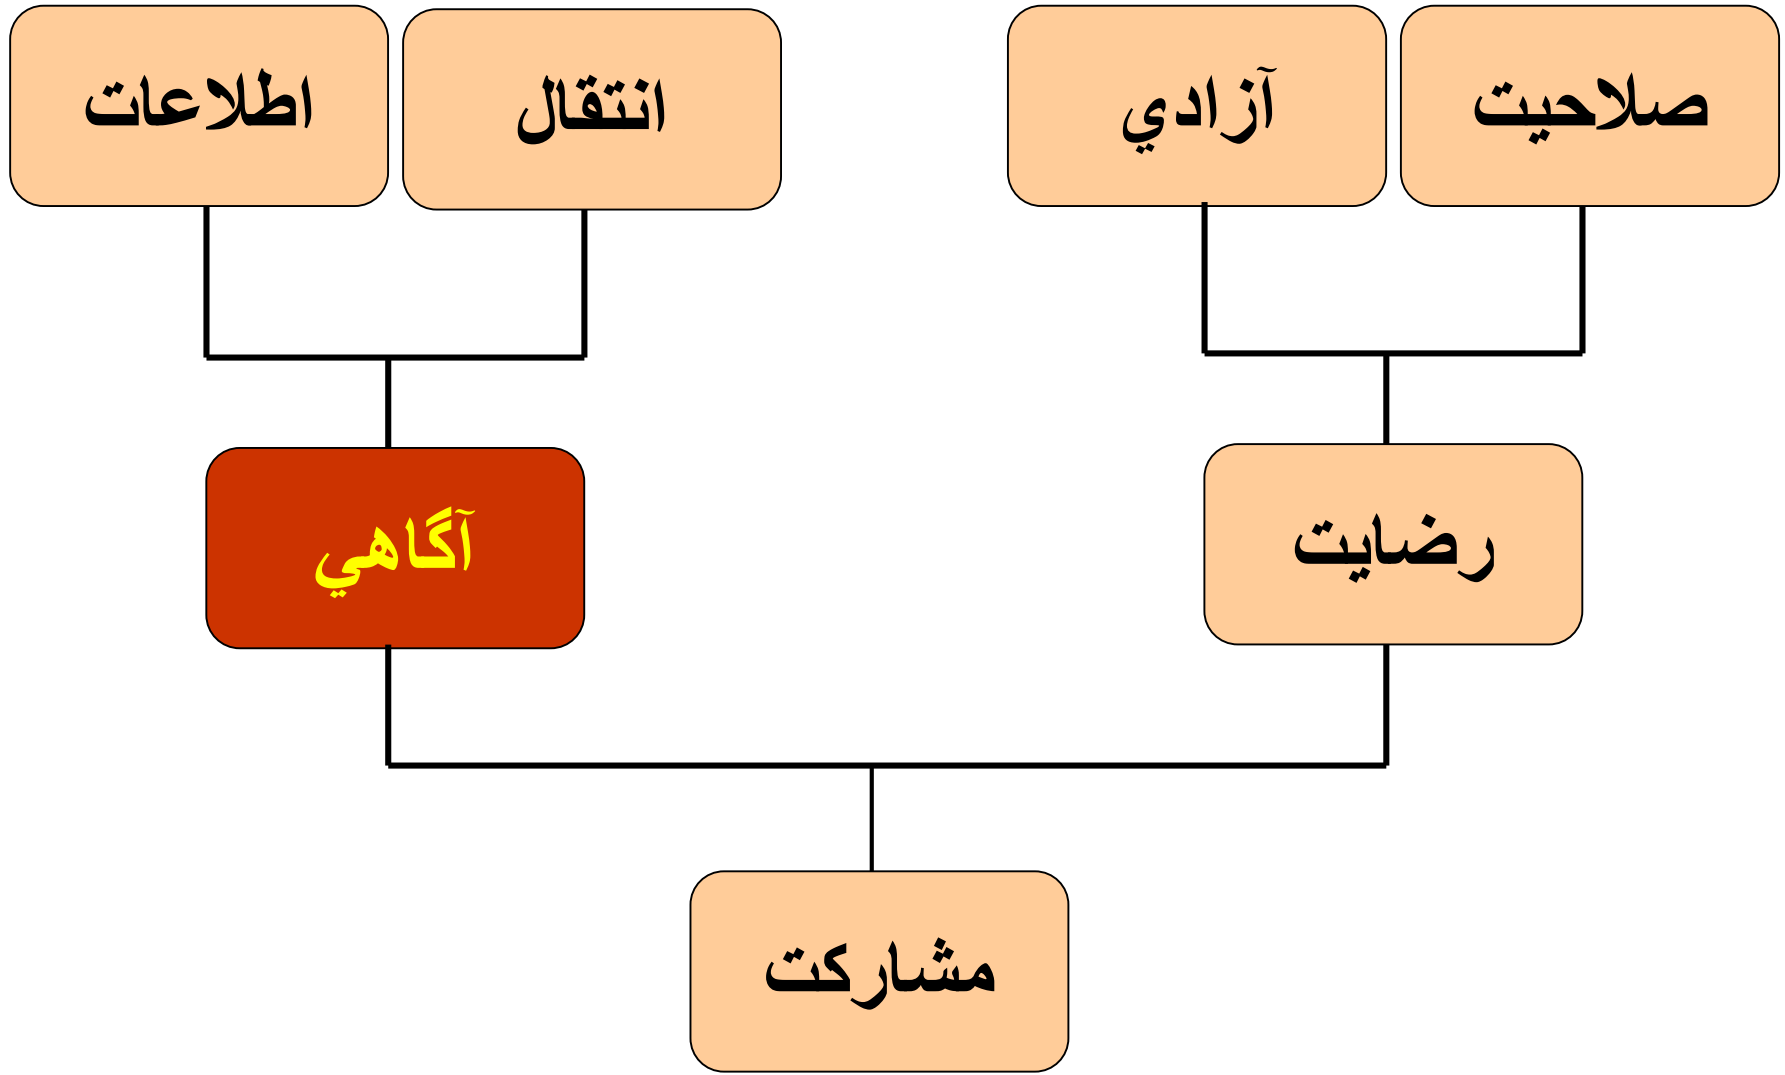 صلاحيت
آزادي
انتقال
اطلاعات
رضايت
آگاهي
مشاركت